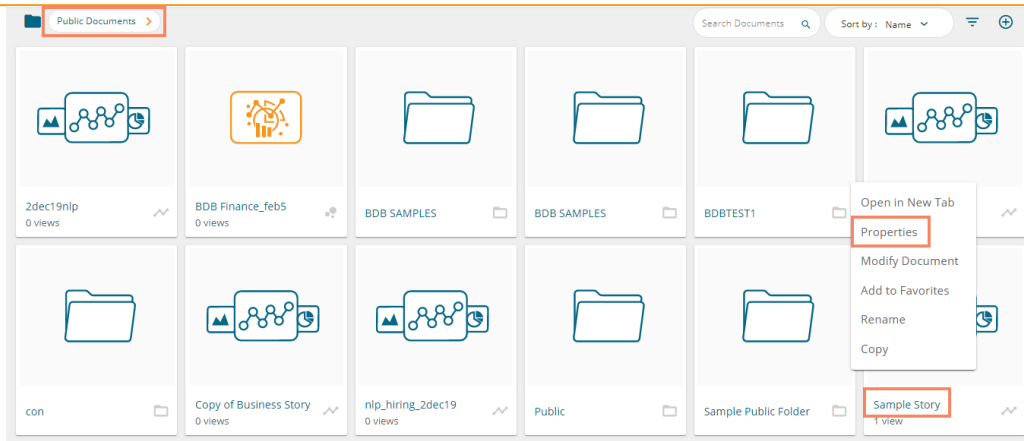 Public Documents
Search Documents
Sort by : Name
2dec19nlp
0 views
BDB Finance_feb5
0 views
BDB SAMPLES
BDB SAMPLES
BDBTEST1
Open in New Tab
Properties
Modify Document
Add to Favorites
Rename
Copy
con
Copy of Business Story
0 views
nlp_hiring_2dec19
0 views
Public
Sample Public Folder
Sample Story
1 view